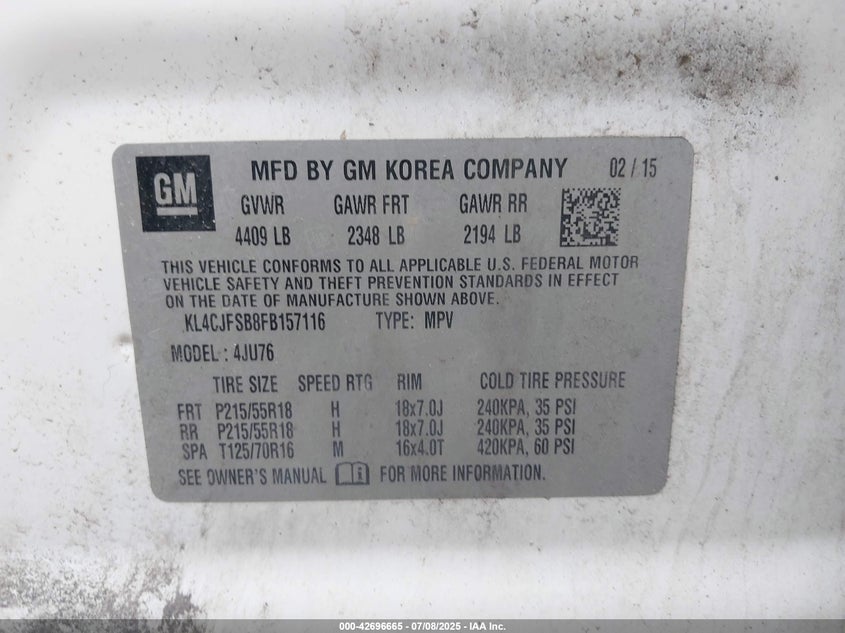 GM
MFD BY GM KOREA COMPANY 02 / 15
GVWR GAWR FRT GAWR RR
4409 LB 2348 LB 2194 LB
THIS VEHICLE CONFORMS TO ALL APPLICABLE U.S. FEDERAL MOTOR
VEHICLE SAFETY AND THEFT PREVENTION STANDARDS IN EFFECT
ON THE DATE OF MANUFACTURE SHOWN ABOVE.
KL4CJFSB8FB157116 TYPE: MPV
MODEL : 4JU76
TIRE SIZE SPEED RTG RIM COLD TIRE PRESSURE
FRT P215/55R18 H 18x7.0J 240KPA, 35 PSI
RR P215/55R18 H 18x7.0J 240KPA, 35 PSI
SPA T125/70R16 M 16x4.0T 420KPA, 60 PSI
SEE OWNER'S MANUAL i FOR MORE INFORMATION.
000-42696665 - 07/08/2025 - IAA Inc.